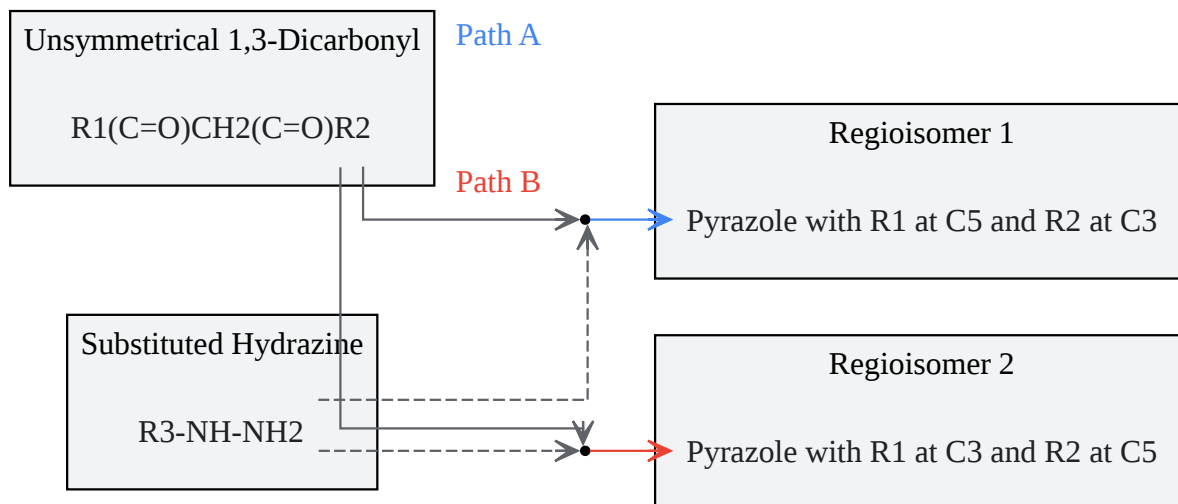 Unsymmetrical 1,3-Dicarbonyl
R1(C=O)CH2(C=O)R2
Path A
Path B
Regioisomer 1
Pyrazole with R1 at C5 and R2 at C3
Substituted Hydrazine
R3-NH-NH2
Regioisomer 2
Pyrazole with R1 at C3 and R2 at C5